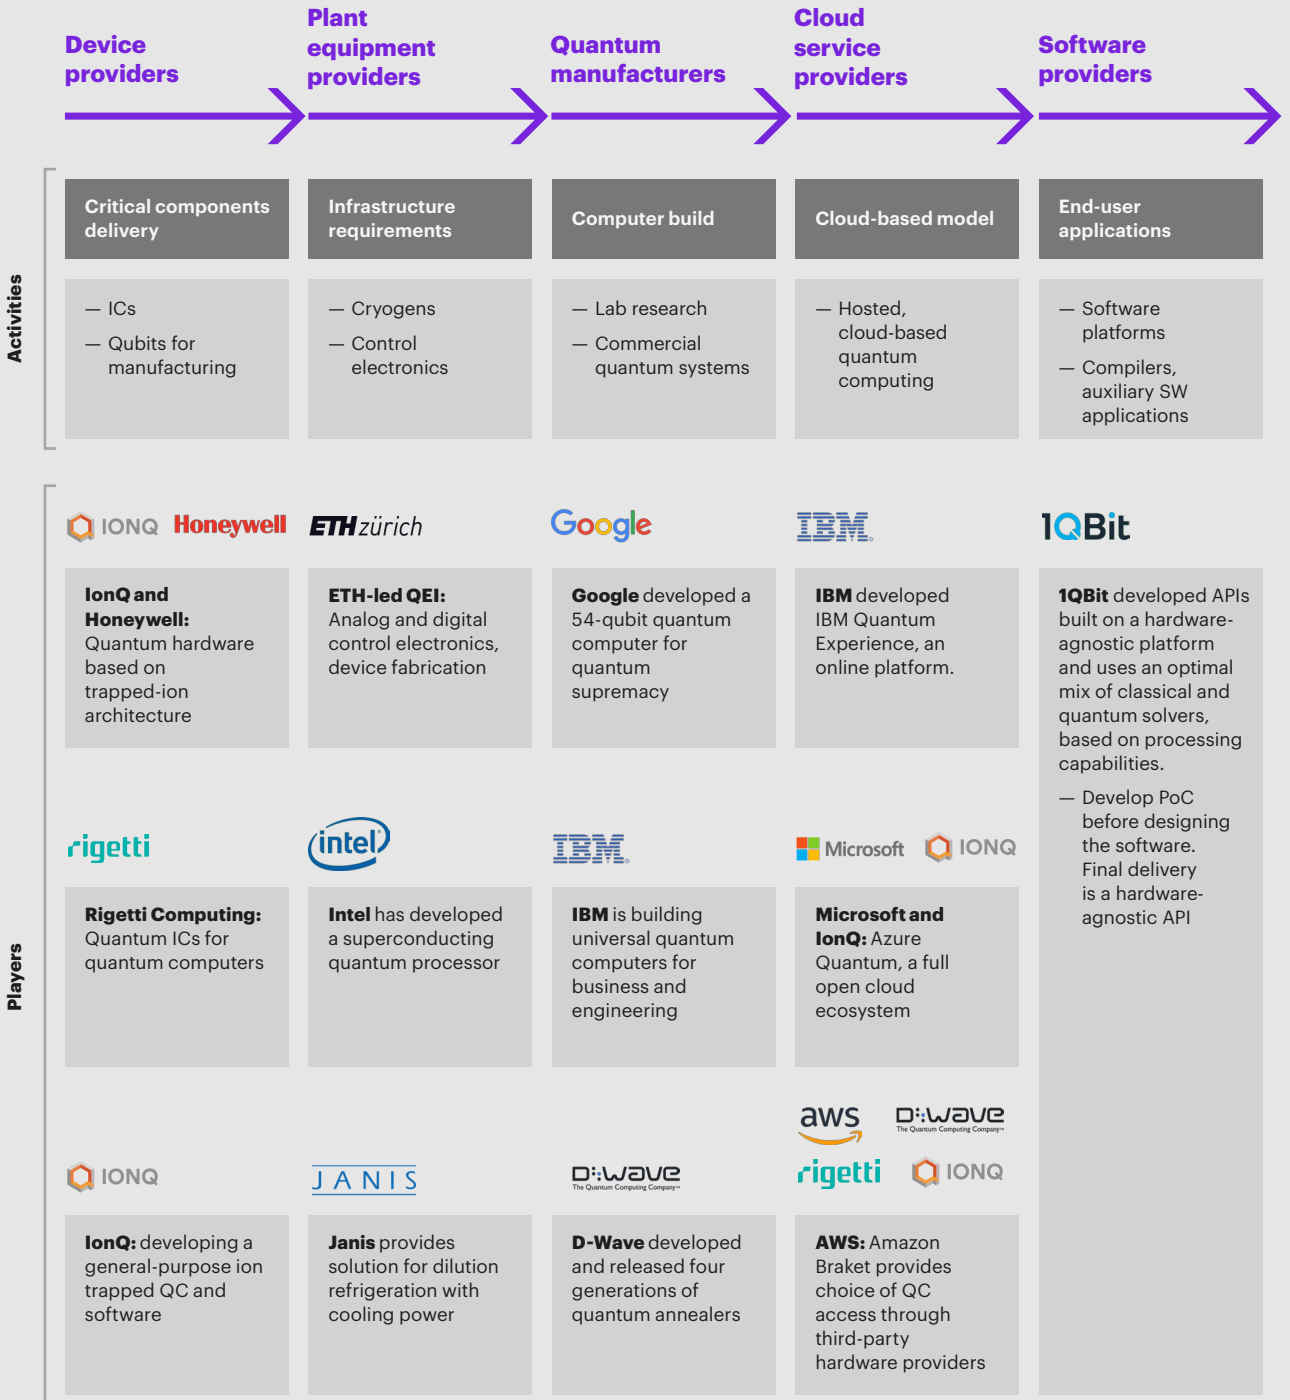 Device
providers
Plant
equipment
providers
Quantum
manufacturers
Cloud
service
providers
Software
providers
Activities
Critical components
delivery
Infrastructure
requirements
Computer build
Cloud-based model
End-user
applications
— ICs
— Qubits for
manufacturing
— Cryogens
— Control
electronics
— Lab research
— Commercial
quantum systems
— Hosted,
cloud-based
quantum
computing
— Software
platforms
— Compilers,
auxiliary SW
applications
Players
IONQ
Honeywell
ETH zürich
Google
IBM
1QBit
IonQ and
Honeywell:
Quantum hardware
based on
trapped-ion
architecture
ETH-led QEI:
Analog and digital
control electronics,
device fabrication
Google developed a
54-qubit quantum
computer for
quantum
supremacy
IBM developed
IBM Quantum
Experience, an
online platform.
1QBit developed APIs
built on a hardware-
agnostic platform
and uses an optimal
mix of classical and
quantum solvers,
based on processing
capabilities.
— Develop PoC
before designing
the software.
Final delivery
is a hardware-
agnostic API
rigetti
intel
IBM
Microsoft
IONQ
Rigetti Computing:
Quantum ICs for
quantum computers
Intel has developed
a superconducting
quantum processor
IBM is building
universal quantum
computers for
business and
engineering
Microsoft and
IonQ: Azure
Quantum, a full
open cloud
ecosystem
IONQ
JANIS
D:wave
The Quantum Computing Company™
aws
D:wave
The Quantum Computing Company™
rigetti
IONQ
IonQ: developing a
general-purpose ion
trapped QC and
software
Janis provides
solution for dilution
refrigeration with
cooling power
D-Wave developed
and released four
generations of
quantum annealers
AWS: Amazon
Braket provides
choice of QC
access through
third-party
hardware providers